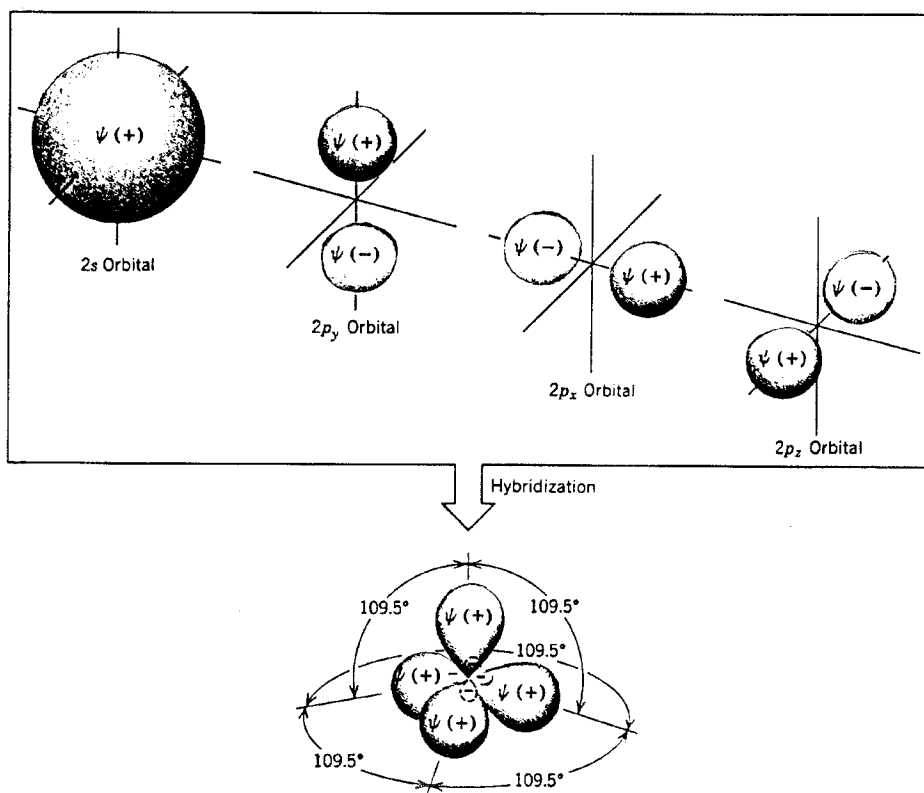 ψ (+)
2s Orbital
ψ (+)
ψ (−)
2p_y Orbital
ψ (−)
ψ (+)
2p_x Orbital
ψ (−)
ψ (+)
2p_z Orbital
Hybridization
109.5°
109.5°
ψ (+)
109.5°
ψ (+)
−
−
−
ψ (+)
ψ (+)
109.5°
109.5°